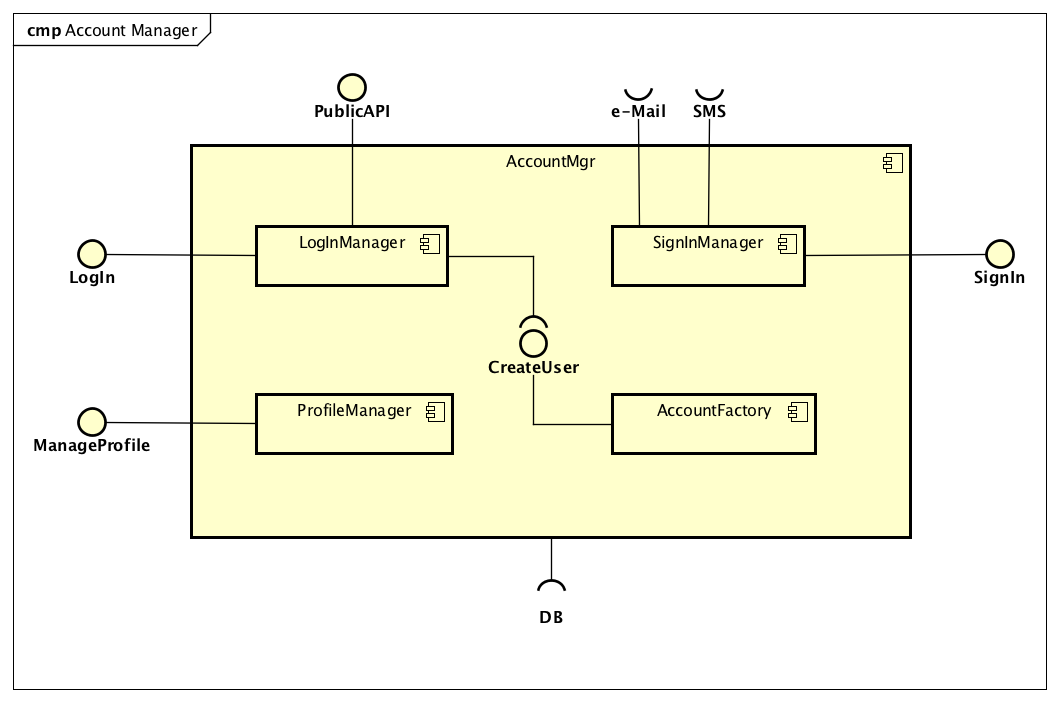 cmp Account Manager
PublicAPI
e-Mail
SMS
AccountMgr
LogInManager
SignInManager
LogIn
SignIn
CreateUser
ProfileManager
AccountFactory
ManageProfile
DB